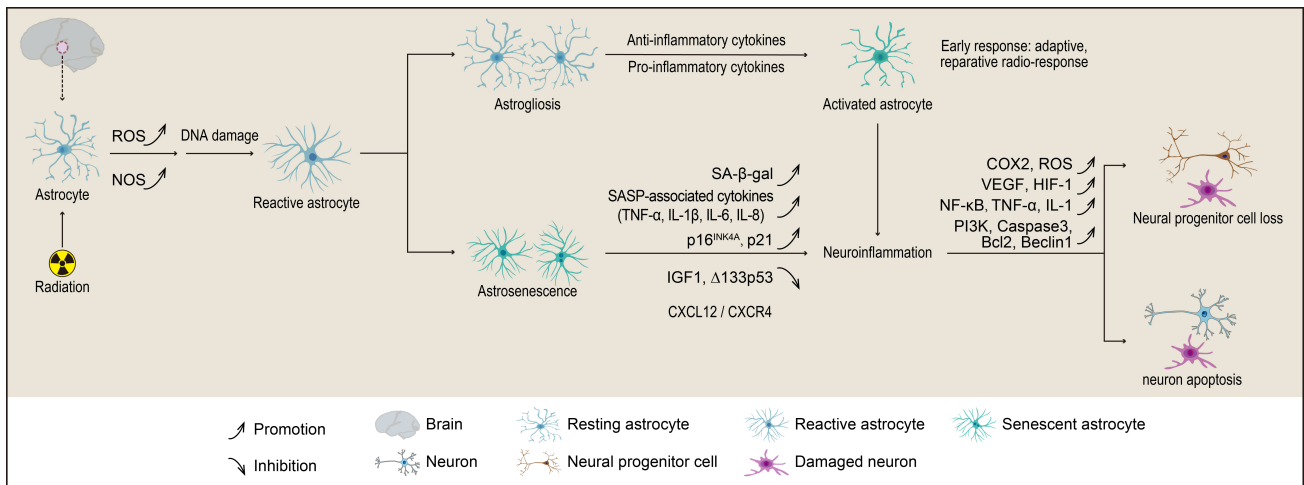 Anti-inflammatory cytokines
Pro-inflammatory cytokines
Early response: adaptive,
reparative radio-response
Astrogliosis
Activated astrocyte
ROS
NOS
DNA damage
Astrocyte
Reactive astrocyte
Radiation
SA-β-gal
SASP-associated cytokines
(TNF-α, IL-1β, IL-6, IL-8)
p16INK4A, p21
IGF1, Δ133p53
CXCL12 / CXCR4
Astrosenescence
Neuroinflammation
COX2, ROS
VEGF, HIF-1
NF-κB, TNF-α, IL-1
PI3K, Caspase3,
Bcl2, Beclin1
Neural progenitor cell loss
neuron apoptosis
Promotion
Brain
Resting astrocyte
Reactive astrocyte
Senescent astrocyte
Inhibition
Neuron
Neural progenitor cell
Damaged neuron